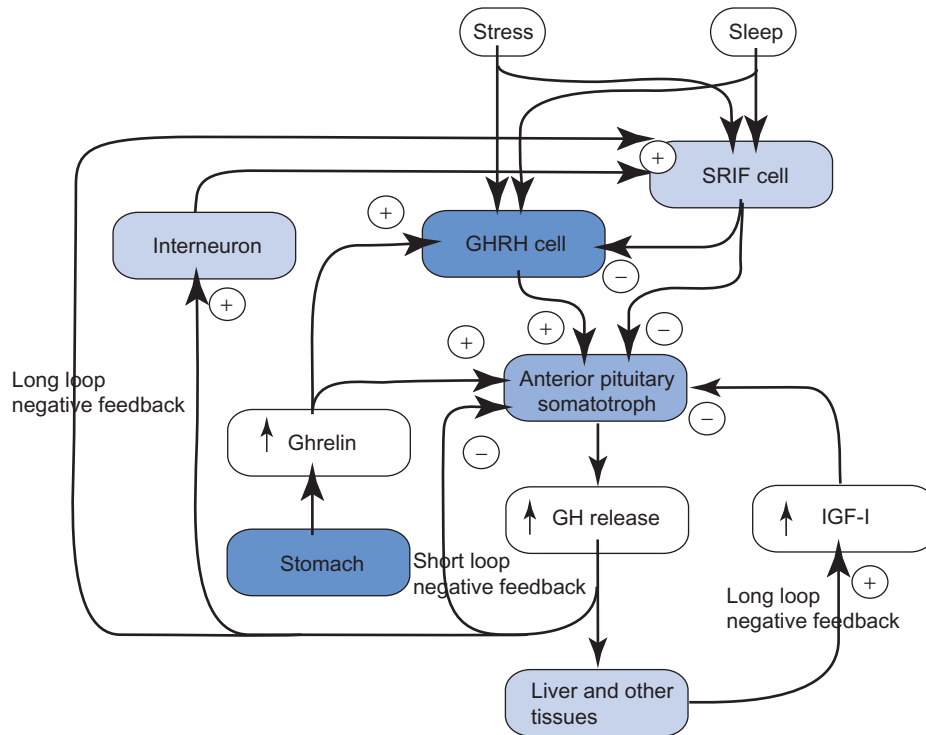 Stress
Sleep
+
SRIF cell
+
Interneuron
GHRH cell
−
+
+
−
+
Long loop
negative feedback
Anterior pituitary
somatotroph
−
Ghrelin
−
GH release
IGF-I
Stomach
Short loop
negative feedback
+
Long loop
negative feedback
Liver and other
tissues